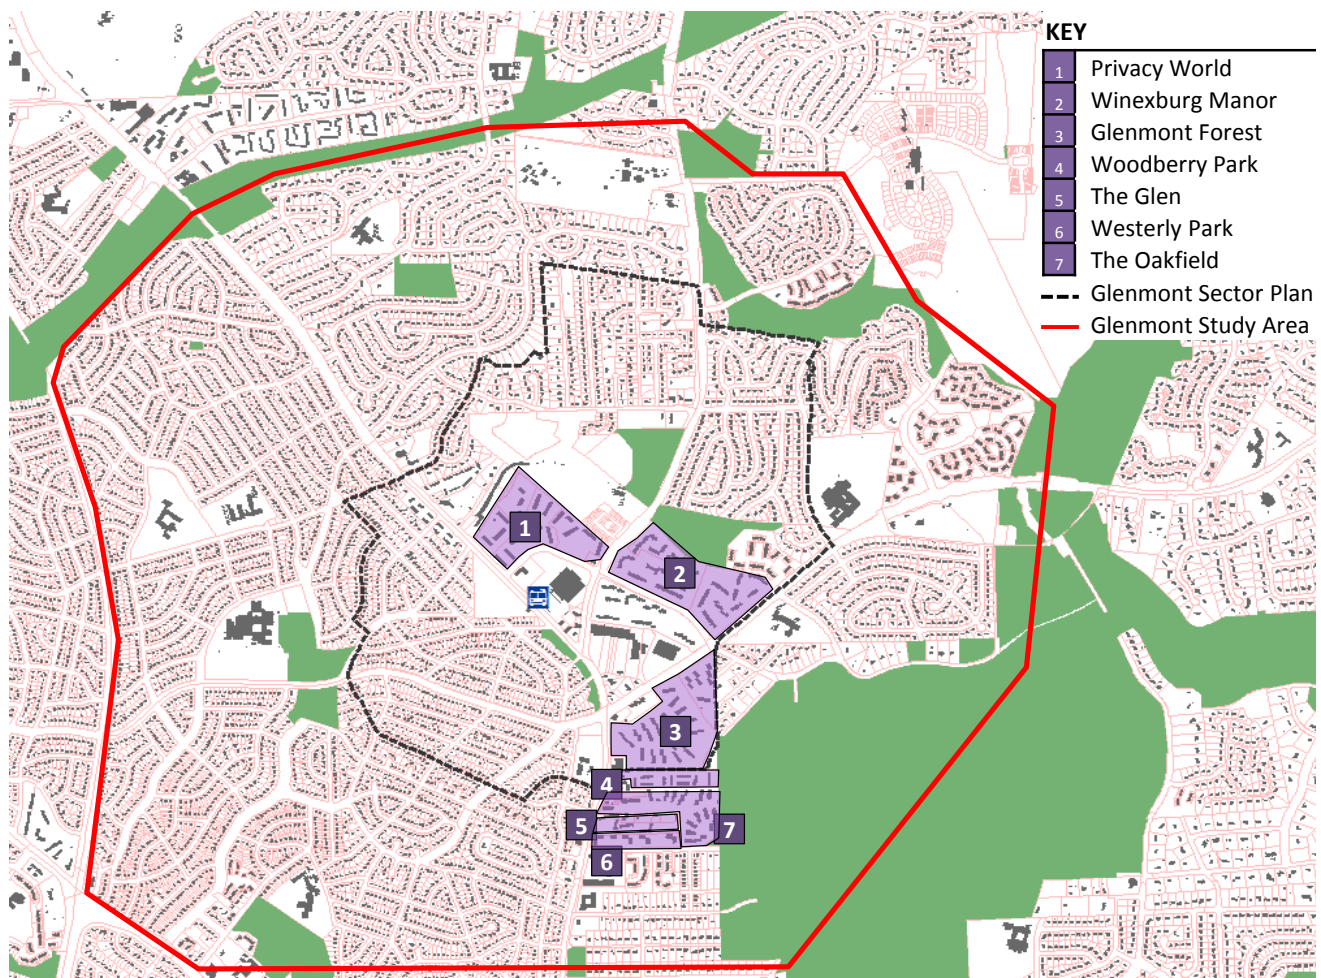 KEY
1 Privacy World
2 Winexburg Manor
3 Glenmont Forest
4 Woodberry Park
5 The Glen
6 Westerly Park
7 The Oakfield
Glenmont Sector Plan
Glenmont Study Area
1
2
3
4
5
7
6